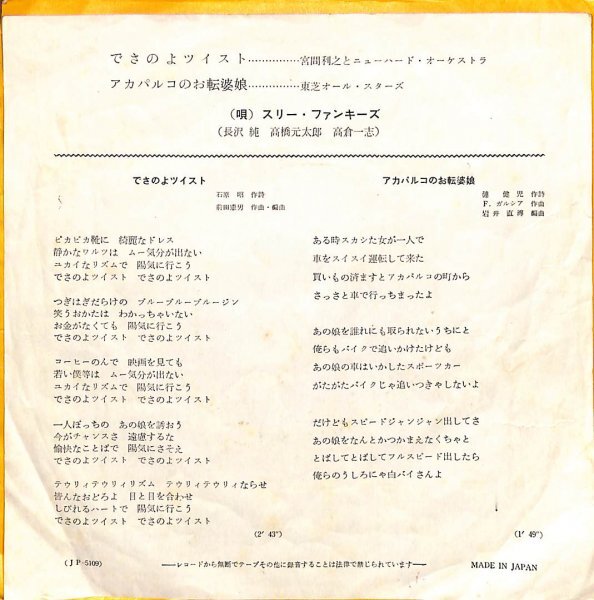 でさのよツイスト……………宮間利之とニューハード・オーケストラ
アカパルコのお転婆娘……………東芝オール・スターズ
(唄) スリー・ファンキーズ
(長沢 純 高橋元太郎 高倉一志)
でさのよツイスト
石原 昭 作詩
前田憲男 作曲・編曲
ピカピカ靴に 綺麗なドレス
静かなワルツは ムー気分が出ない
ユカイなリズムで 陽気に行こう
でさのよツイスト でさのよツイスト
つぎはぎだらけの ブルーブルーブルージン
笑うおかたは わかっちゃいない
お金がなくても 陽気に行こう
でさのよツイスト でさのよツイスト
コーヒーのんで 映画を見ても
若い僕等は ムー気分が出ない
ユカイなリズムで 陽気に行こう
でさのよツイスト でさのよツイスト
一人ぼっちの あの娘を誘おう
今がチャンスさ 遠慮するな
愉快なことばで 陽気にさそえ
でさのよツイスト でさのよツイスト
テウリィテウリィリズム テウリィテウリィならせ
皆んなおどろよ 目と目を合わせ
しびれるハートで 陽気に行こう
でさのよツイスト でさのよツイスト
(2′ 43″)
アカパルコのお転婆娘
健児 作詩
F. ガルシア 作曲
岩井直溥 編曲
ある時スカシた女が一人で
車をスイスイ運転して来た
買いもの済ますとアカパルコの町から
さっさと車で行っちまったよ
あの娘を誰れにも取られないうちにと
俺らもバイクで追いかけたけども
あの娘の車はいかしたスポーツカー
がたがたバイクじゃ追いつきゃしないよ
だけどもスピードジャンジャン出してさ
あの娘をなんとかつかまえなくちゃと
とばしてとばしてフルスピード出したら
俺らのうしろにゃ白バイさんよ
(1′ 49″)
(JP-5109)
――レコードから無断でテープその他に録音することは法律で禁じられています――
MADE IN JAPAN